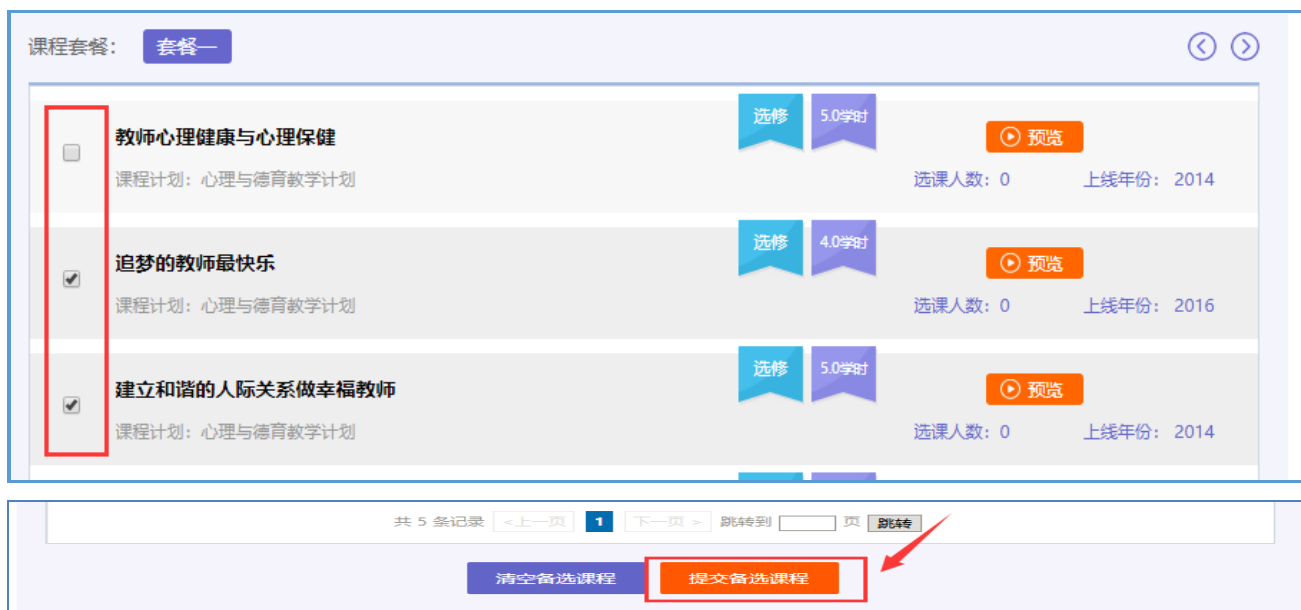 课程套餐： 套餐一
选修 5.0学时
教师心理健康与心理保健 预览
课程计划：心理与德育教学计划 选课人数：0 上线年份：2014
选修 4.0学时
追梦的教师最快乐 预览
课程计划：心理与德育教学计划 选课人数：0 上线年份：2016
选修 5.0学时
建立和谐的人际关系做幸福教师 预览
课程计划：心理与德育教学计划 选课人数：0 上线年份：2014
共 5 条记录 <上一页 1 下一页 > 跳转到 页 跳转
清空备选课程 提交备选课程